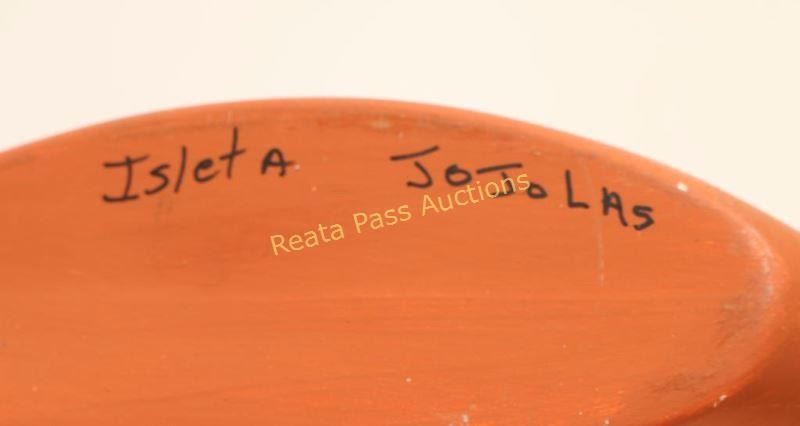 IsletA JoJoLAs
Reata Pass Auctions